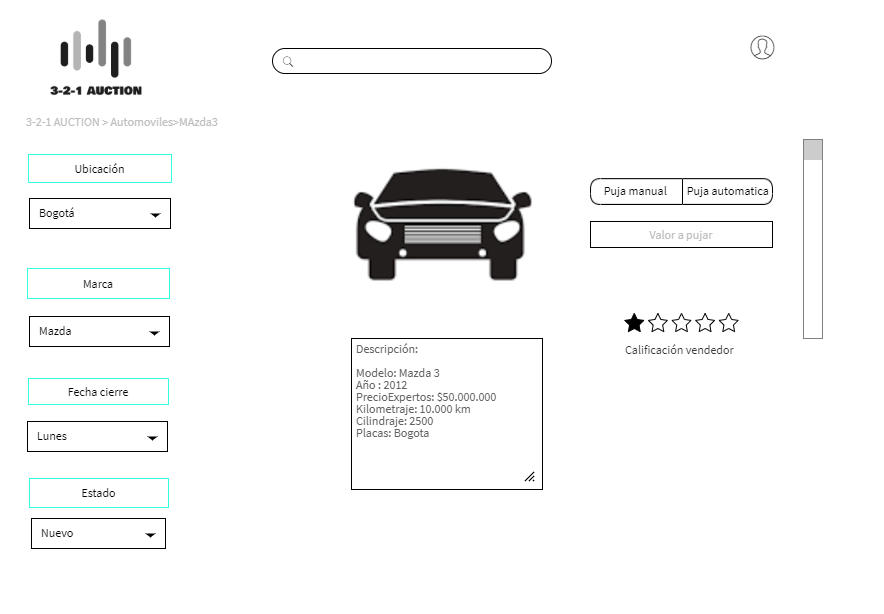 3-2-1 AUCTION
3-2-1 AUCTION > Automoviles>MAzda3
Ubicación
Bogotá
Marca
Mazda
Fecha cierre
Lunes
Estado
Nuevo
Descripción:
Modelo: Mazda 3
Año : 2012
PrecioExpertos: $50.000.000
Kilometraje: 10.000 km
Cilindraje: 2500
Placas: Bogota
Puja manual
Puja automatica
Valor a pujar
Calificación vendedor